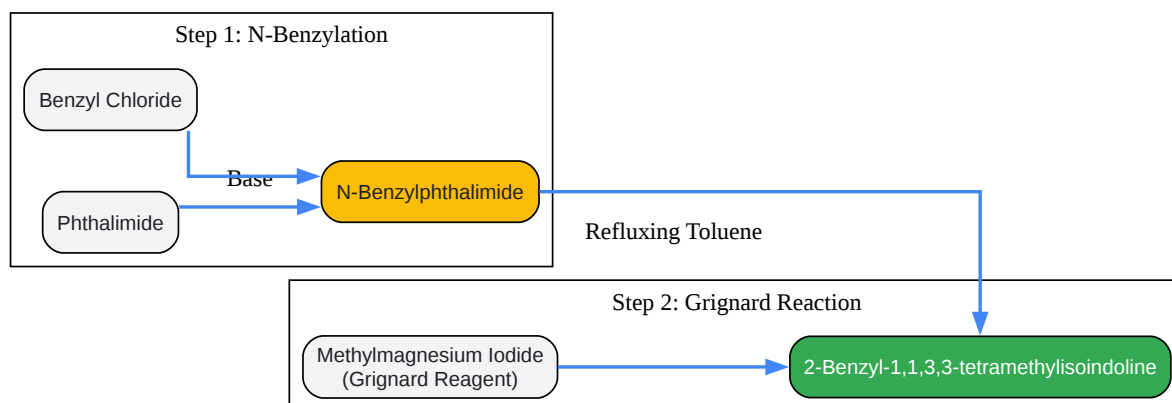 Step 1: N-Benzylation
Benzyl Chloride
Base
N-Benzylphthalimide
Phthalimide
Refluxing Toluene
Step 2: Grignard Reaction
Methylmagnesium Iodide
(Grignard Reagent)
2-Benzyl-1,1,3,3-tetramethylisoindoline